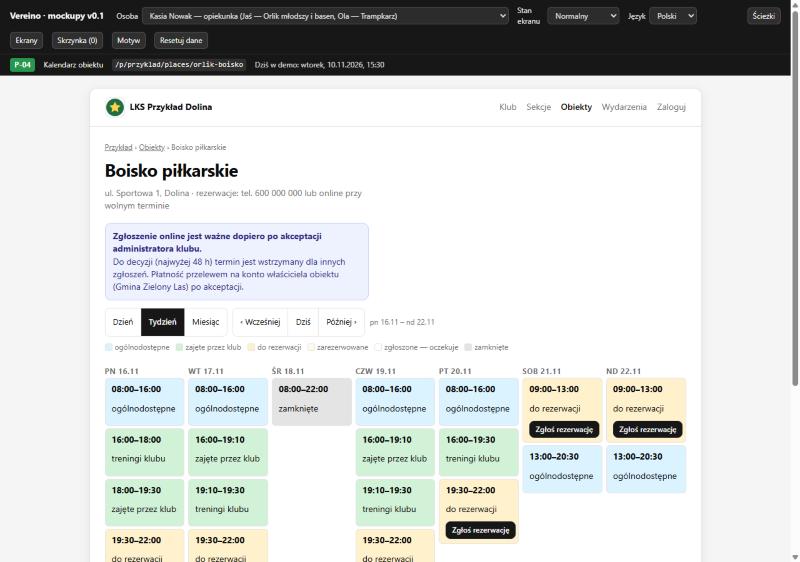 Vereino · mockupy v0.1 Osoba Kasia Nowak — opiekunka (Jaś — Orlik młodszy i basen, Ola — Trampkarz) Stan ekranu Normalny Język Polski Ścieżki
Ekrany Skrzynka (0) Motyw Resetuj dane
P-04 Kalendarz obiektu /p/przyklad/places/orlik-boisko Dziś w demo: wtorek, 10.11.2026, 15:30
LKS Przykład Dolina Klub Sekcje Obiekty Wydarzenia Zaloguj
Przykład › Obiekty › Boisko piłkarskie
Boisko piłkarskie
ul. Sportowa 1, Dolina · rezerwacje: tel. 600 000 000 lub online przy
wolnym terminie
Zgłoszenie online jest ważne dopiero po akceptacji
administratora klubu.
Do decyzji (najwyżej 48 h) termin jest wstrzymany dla innych
zgłoszeń. Płatność przelewem na konto właściciela obiektu
(Gmina Zielony Las) po akceptacji.
Dzień Tydzień Miesiąc ‹ Wcześniej Dziś Później › pn 16.11 – nd 22.11
ogólnodostępne zajęte przez klub do rezerwacji zarezerwowane zgłoszone — oczekuje zamknięte
PN 16.11 WT 17.11 ŚR 18.11 CZW 19.11 PT 20.11 SOB 21.11 ND 22.11
08:00–16:00 08:00–16:00 08:00–22:00 08:00–16:00 08:00–16:00 09:00–13:00 09:00–13:00
ogólnodostępne ogólnodostępne zamknięte ogólnodostępne ogólnodostępne do rezerwacji do rezerwacji
Zgłoś rezerwację Zgłoś rezerwację
16:00–18:00 16:00–19:10 16:00–19:10 16:00–19:30 13:00–20:30 13:00–20:30
treningi klubu zajęte przez klub zajęte przez klub treningi klubu ogólnodostępne ogólnodostępne
18:00–19:30 19:10–19:30 19:10–19:30 19:30–22:00
zajęte przez klub treningi klubu treningi klubu do rezerwacji
Zgłoś rezerwację
19:30–22:00 19:30–22:00 19:30–22:00
do rezerwacji do rezerwacji do rezerwacji